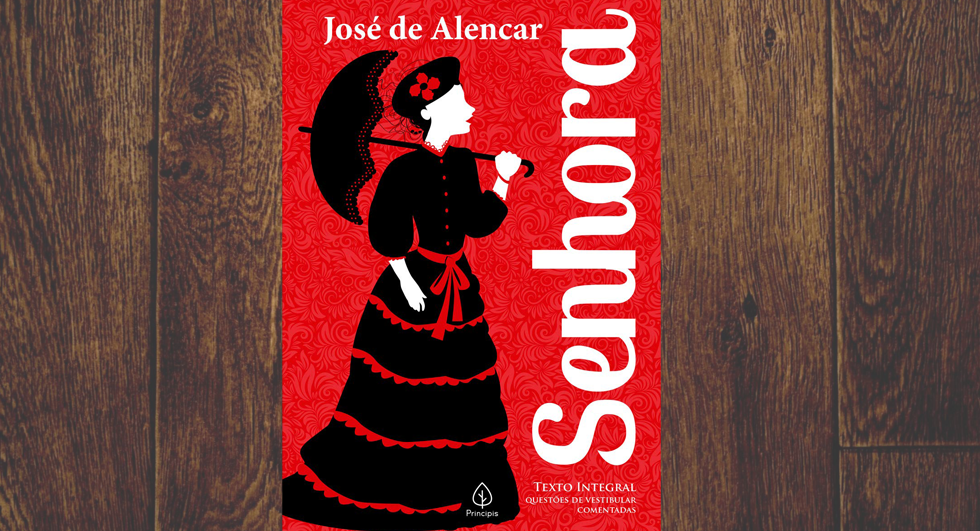 José de Alencar
Senhora
TEXTO INTEGRAL
QUESTÕES DE VESTIBULAR
COMENTADAS
Principis